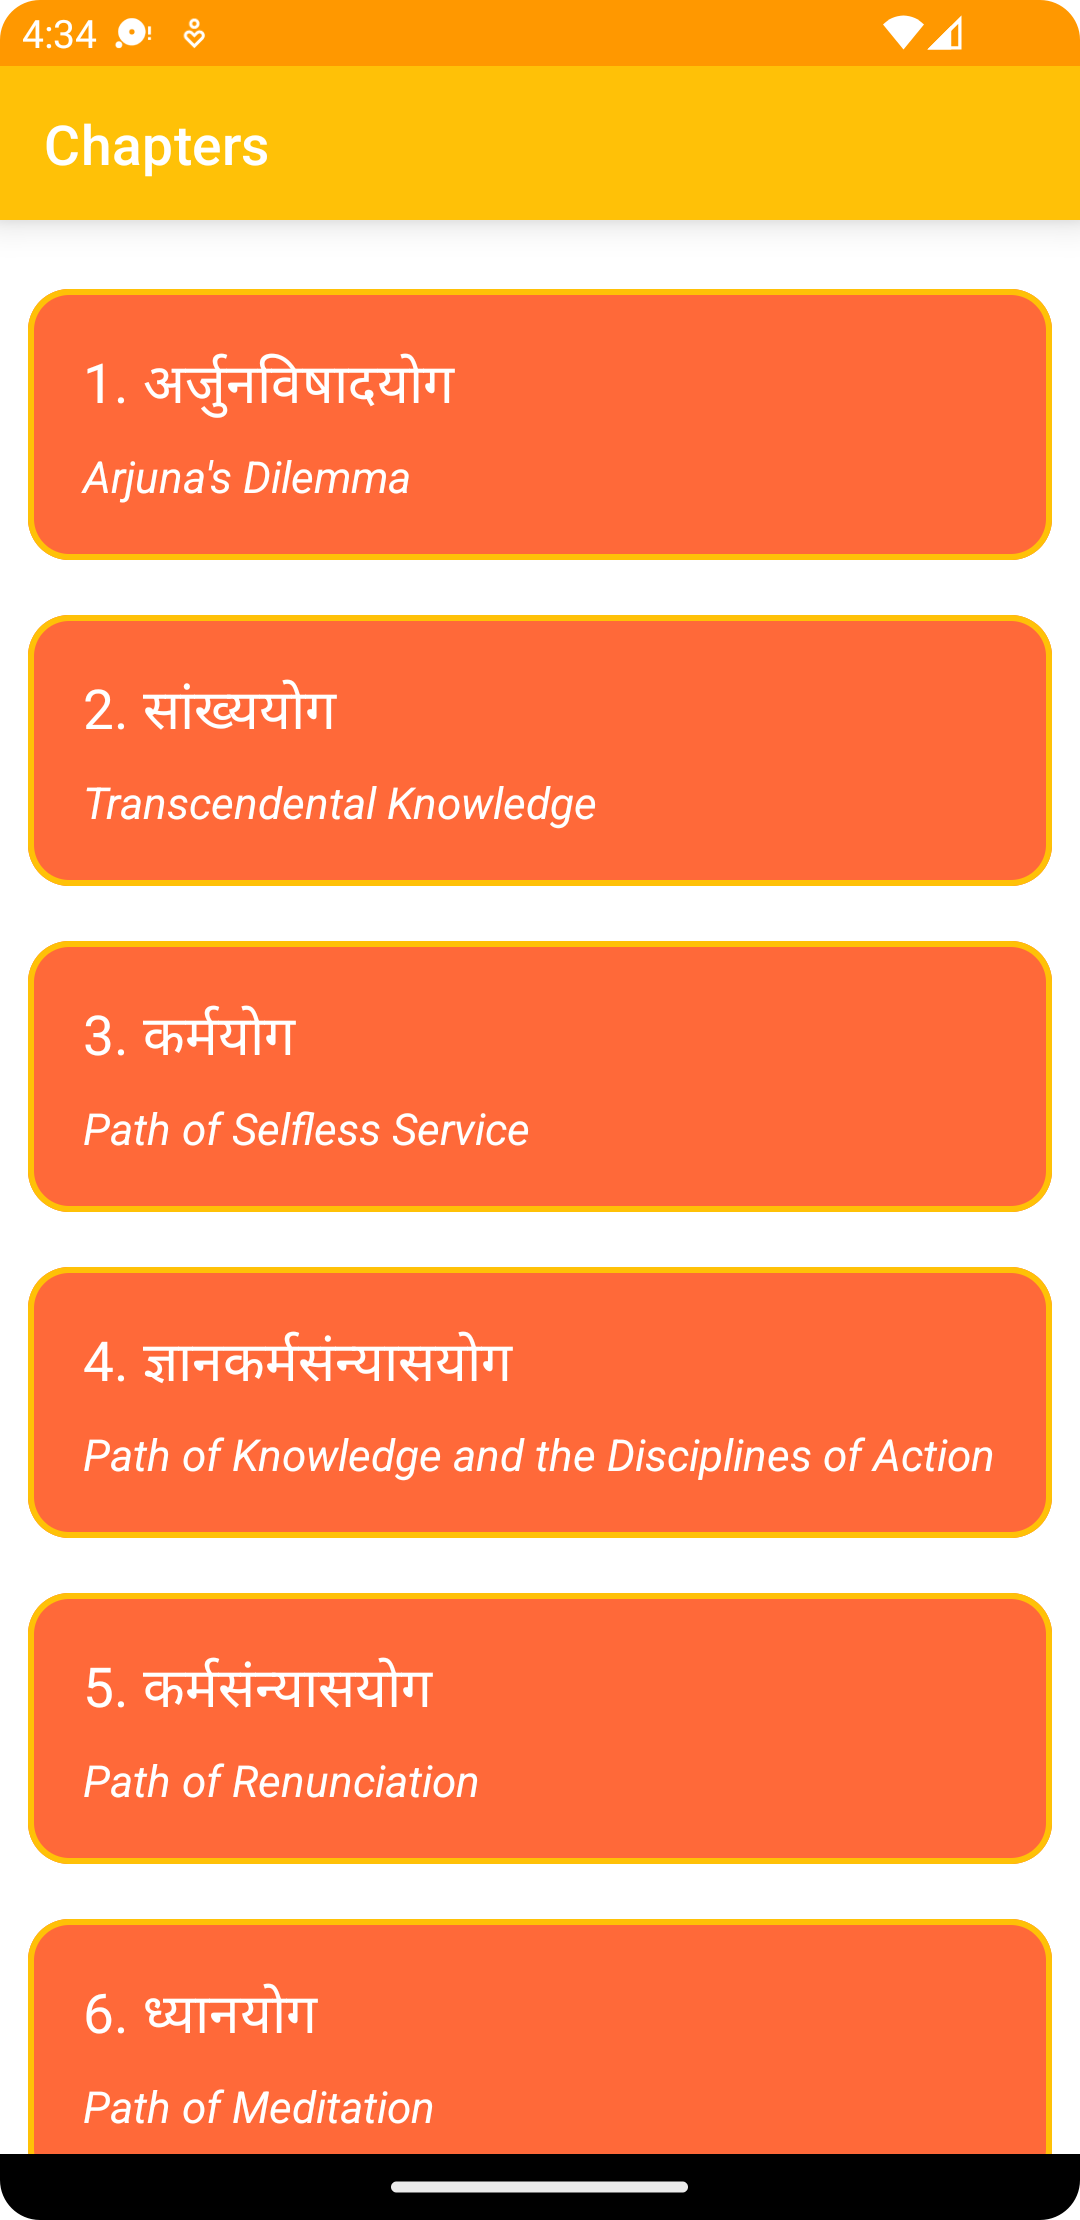 4:34
Chapters
1. अर्जुनविषादयोग
Arjuna's Dilemma
2. सांख्ययोग
Transcendental Knowledge
3. कर्मयोग
Path of Selfless Service
4. ज्ञानकर्मसंन्यासयोग
Path of Knowledge and the Disciplines of Action
5. कर्मसंन्यासयोग
Path of Renunciation
6. ध्यानयोग
Path of Meditation